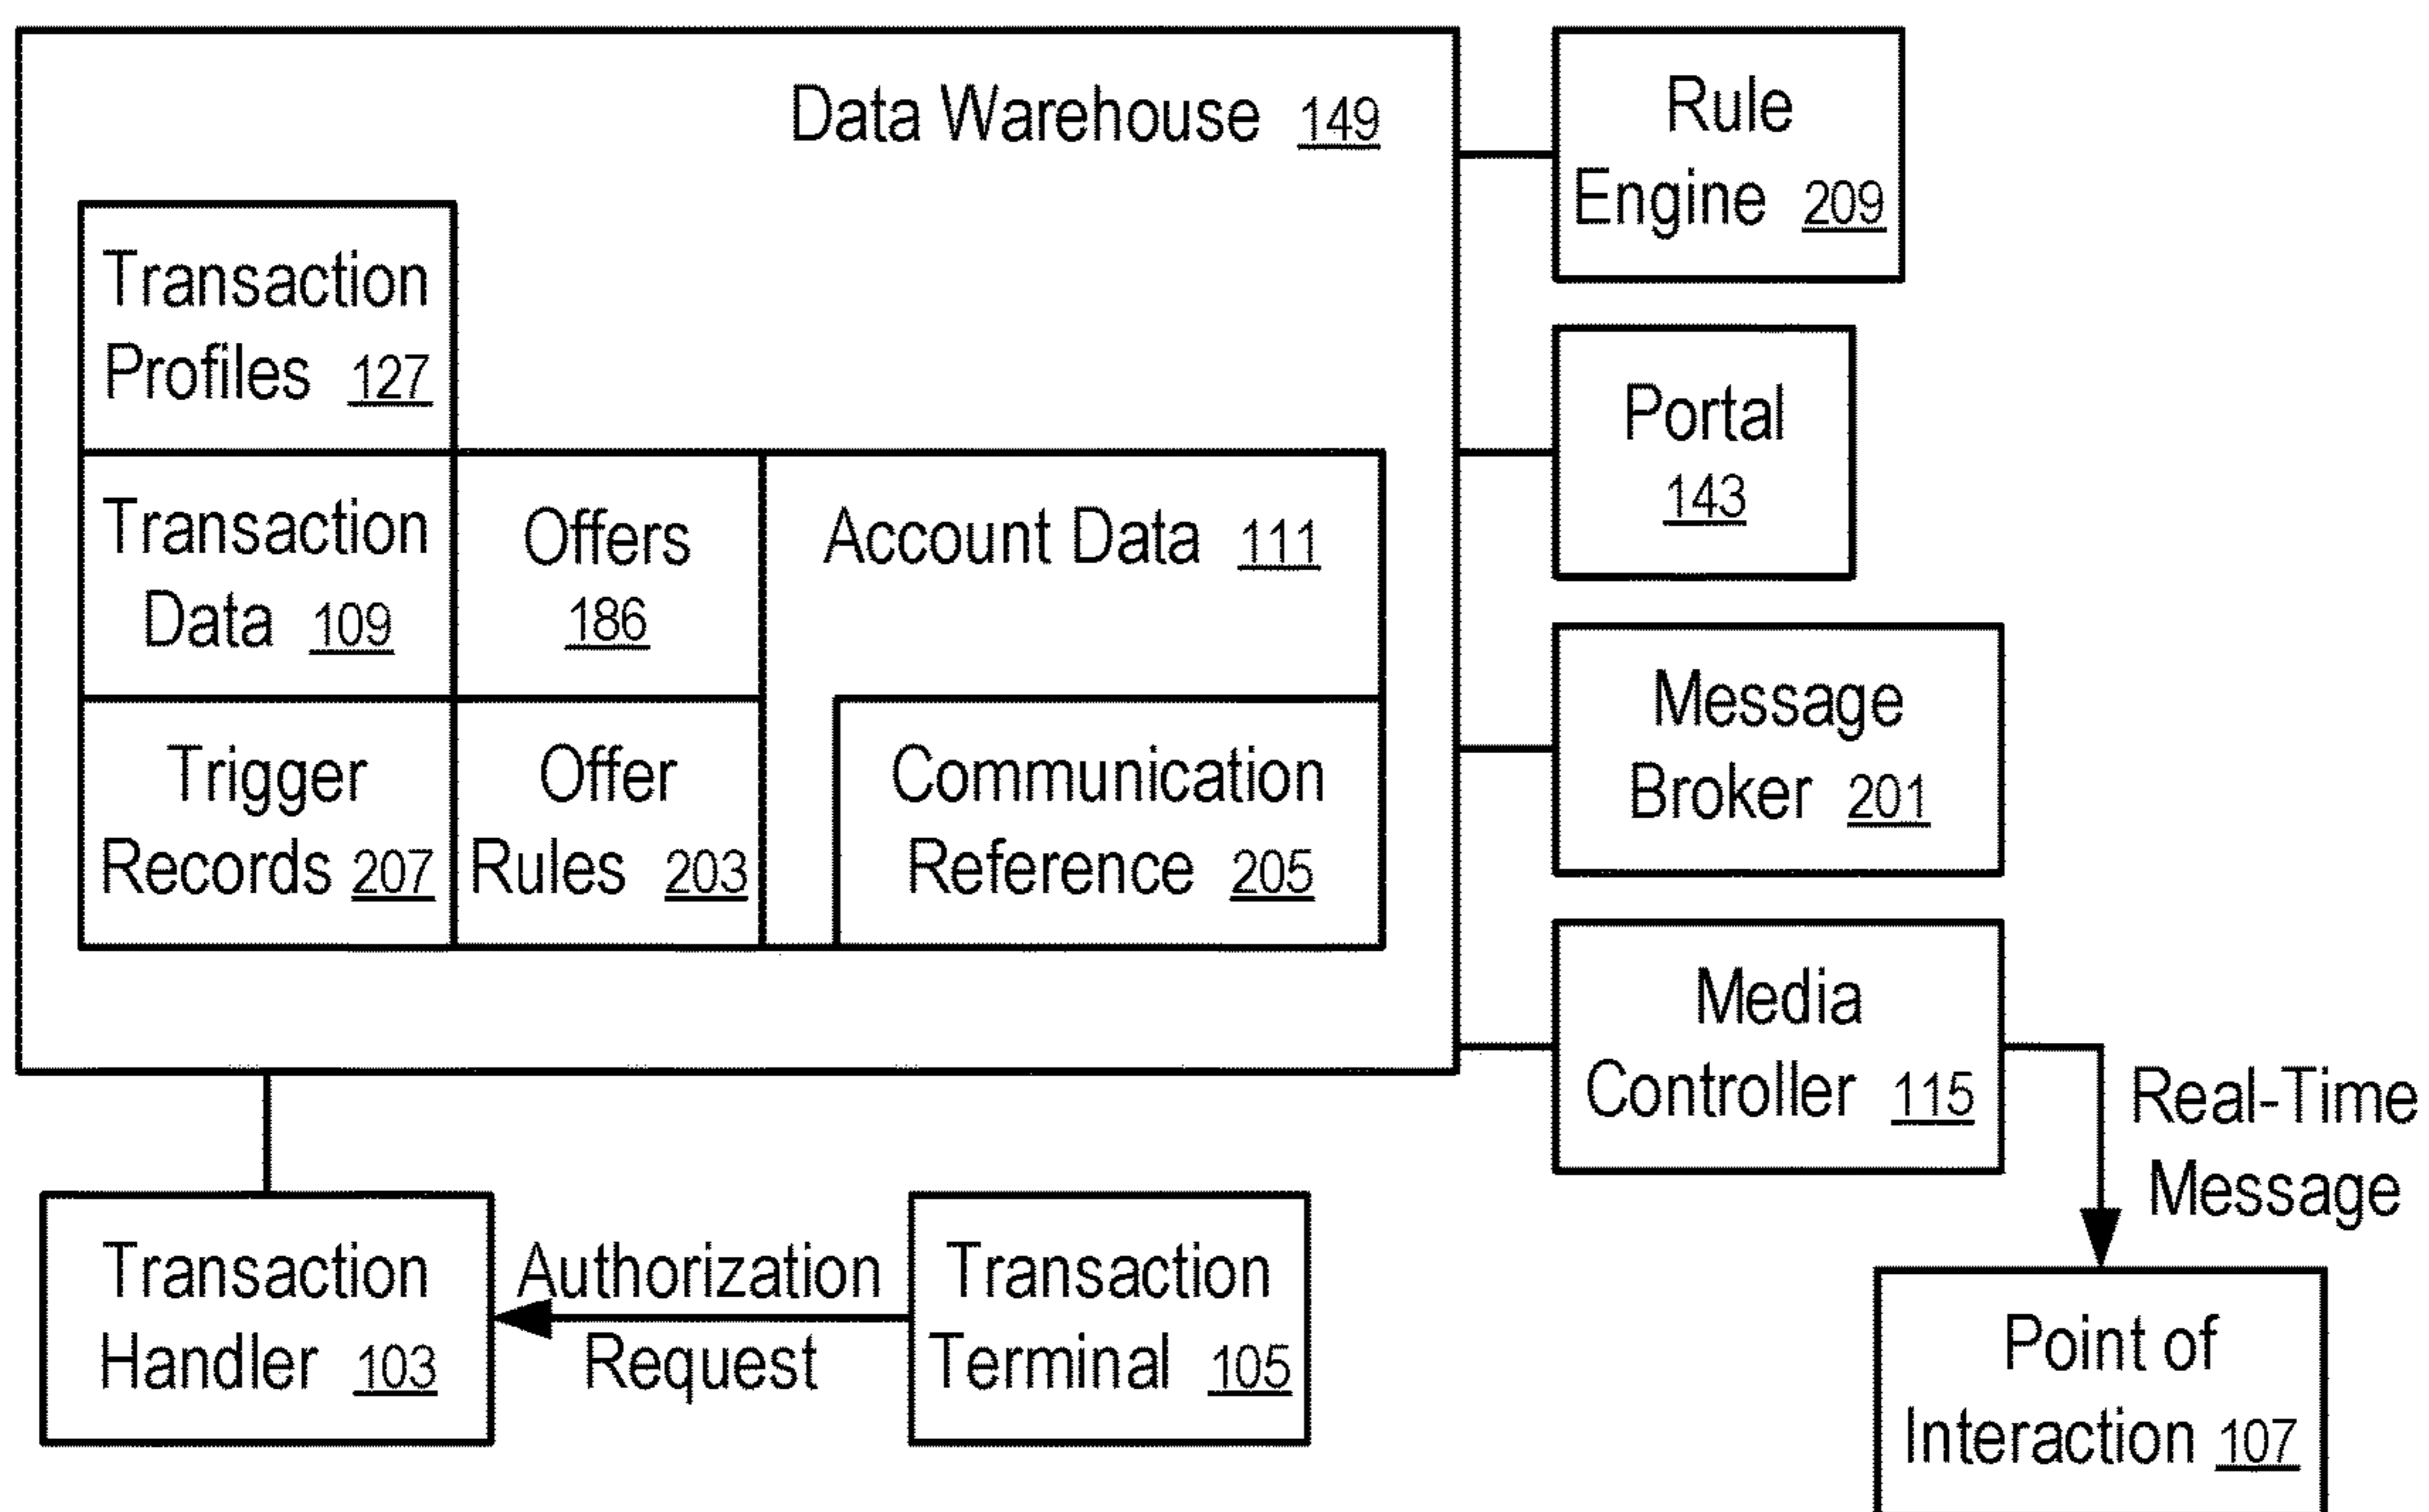 Data Warehouse 149
Transaction
Profiles 127
Transaction
Data 109
Offers
186
Account Data 111
Trigger
Records 207
Offer
Rules 203
Communication
Reference 205
Rule
Engine 209
Portal
143
Message
Broker 201
Media
Controller 115
Real-Time
Message
Transaction
Handler 103
Authorization
Request
Transaction
Terminal 105
Point of
Interaction 107